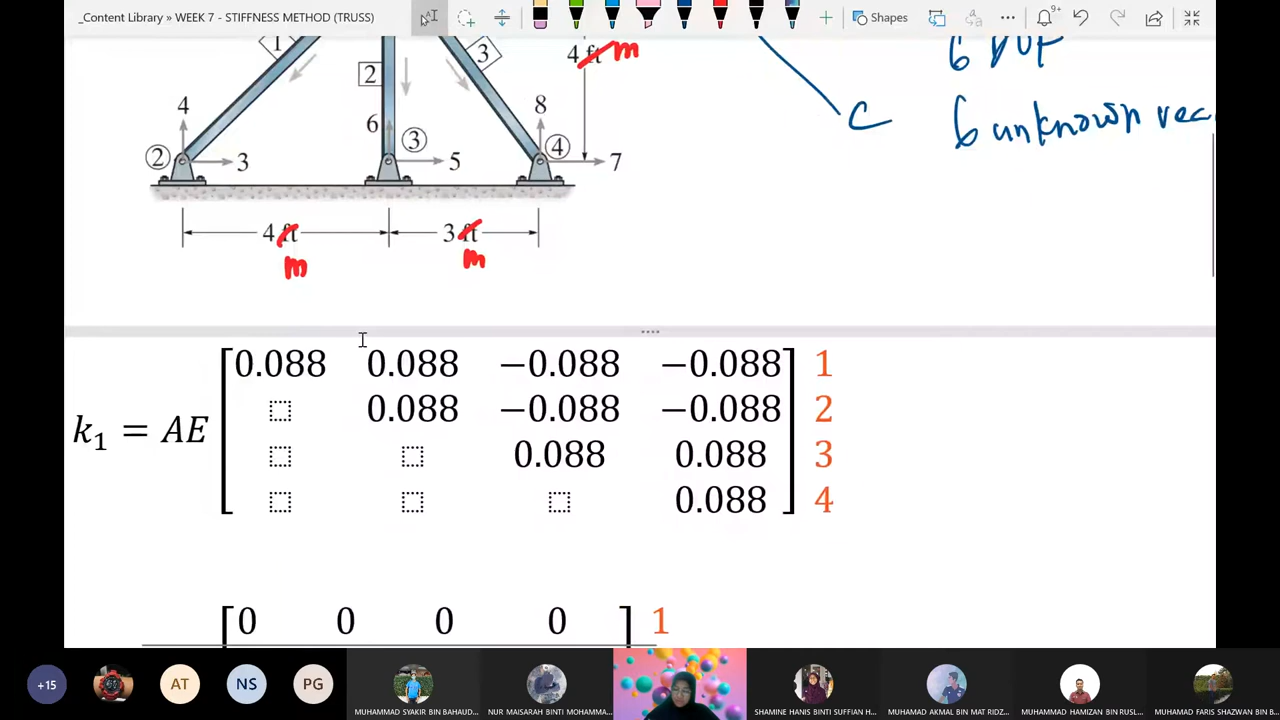 _Content Library » WEEK 7 - STIFFNESS METHOD (TRUSS)
Shapes
9+
1
3
4 ft m
2
4
6
8
② 3
③ 5
④ 7
4 ft
m
3 ft
m
C
6 DOF
6 unknown reac
0.088 0.088 −0.088 −0.088 1
0.088 −0.088 −0.088 2
k₁ = AE
0.088 0.088 3
0.088 4
0 0 0 0 1
+15
AT
NS
PG
MUHAMMAD SYAKIR BIN BAHAUD...
NUR MAISARAH BINTI MOHAMMA...
SHAMINE HANIS BINTI SUFFIAN H...
MUHAMAD AKMAL BIN MAT RIDZ...
MUHAMMAD HAMIZAN BIN RUSL...
MUHAMAD FARIS SHAZWAN BIN B...